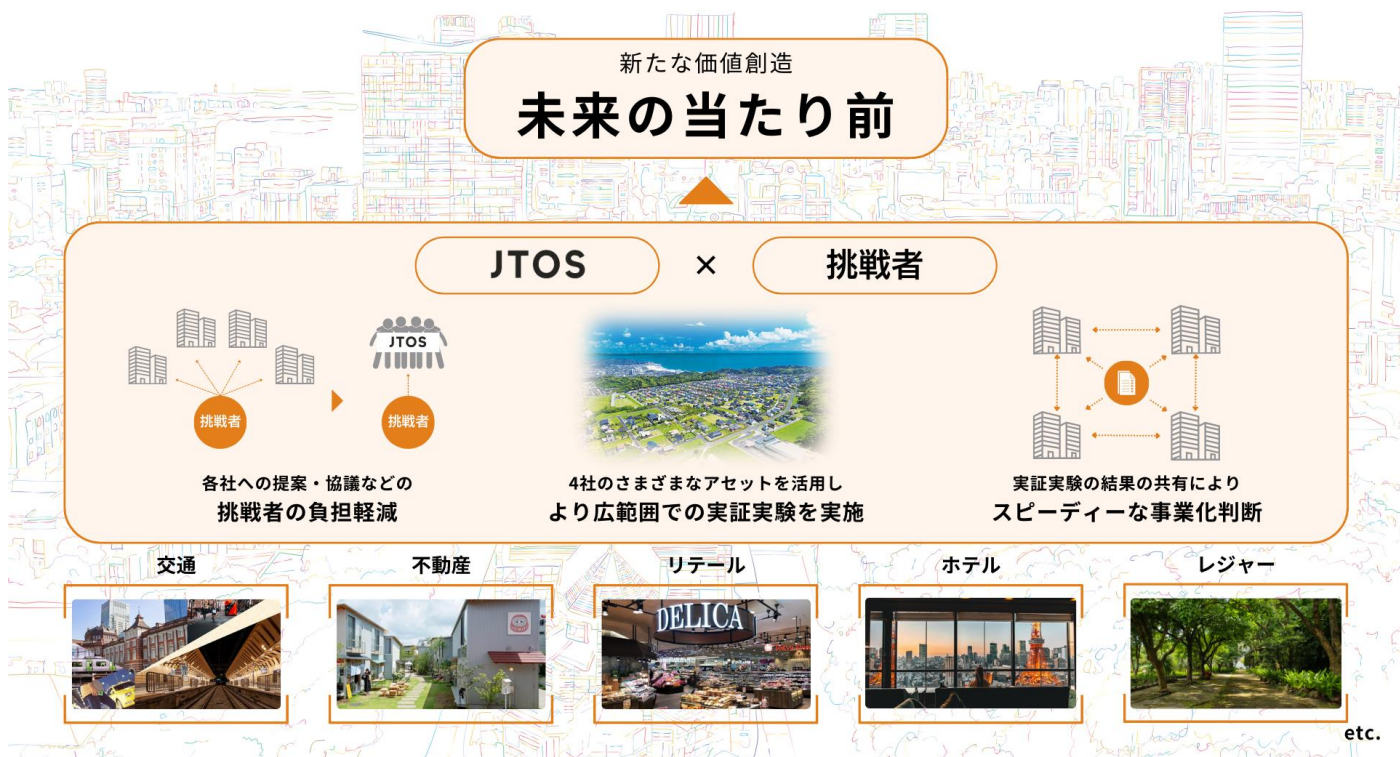 新たな価値創造
未来の当たり前
JTOS × 挑戦者
JTOS
挑戦者
挑戦者
各社への提案・協議などの
挑戦者の負担軽減
4社のさまざまなアセットを活用し
より広範囲での実証実験を実施
実証実験の結果の共有により
スピーディーな事業化判断
交通
不動産
リテール
ホテル
レジャー
DELICA
etc.